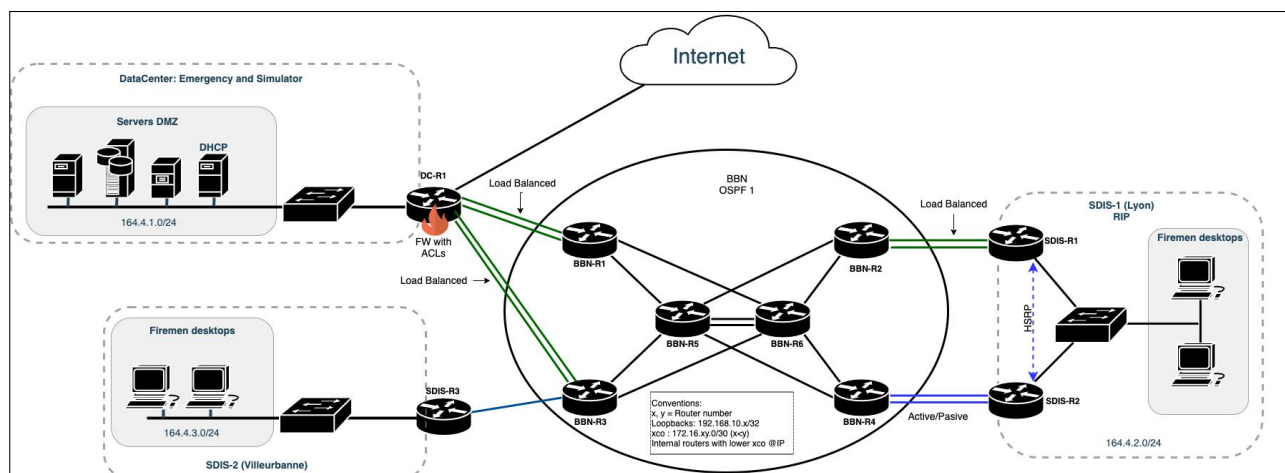 Internet
DataCenter: Emergency and Simulator
Servers DMZ
DHCP
164.4.1.0/24
DC-R1
FW with
ACLs
Load Balanced
Load Balanced
BBN
OSPF 1
BBN-R1
BBN-R2
Load Balanced
SDIS-R1
SDIS-1 (Lyon)
RIP
Firemen desktops
HSRP
BBN-R5
BBN-R6
Firemen desktops
164.4.3.0/24
SDIS-R3
SDIS-2 (Villeurbanne)
BBN-R3
Conventions:
x, y = Router number
Loopbacks: 192.168.10.x/32
xco : 172.16.xy.0/30 (x<y)
Internal routers with lower xco @IP
BBN-R4
Active/Pasive
SDIS-R2
164.4.2.0/24